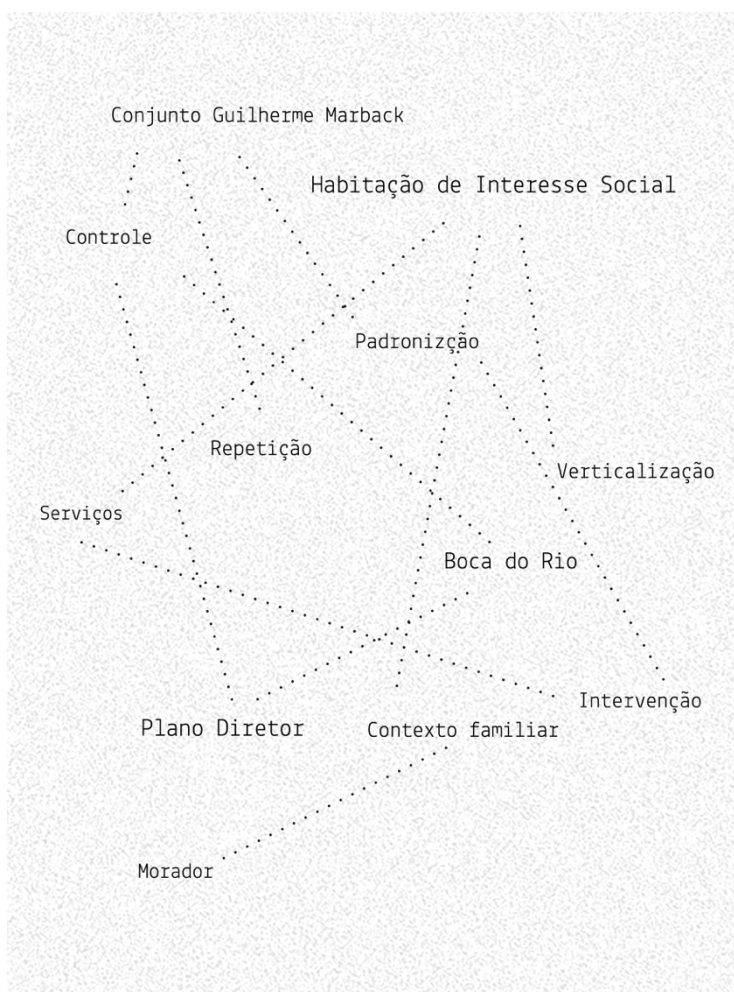 Conjunto Guilherme Marback
Habitação de Interesse Social
Controle
Padronizção
Repetição
Verticalização
Serviços
Boca do Rio
Intervenção
Plano Diretor
Contexto familiar
Morador